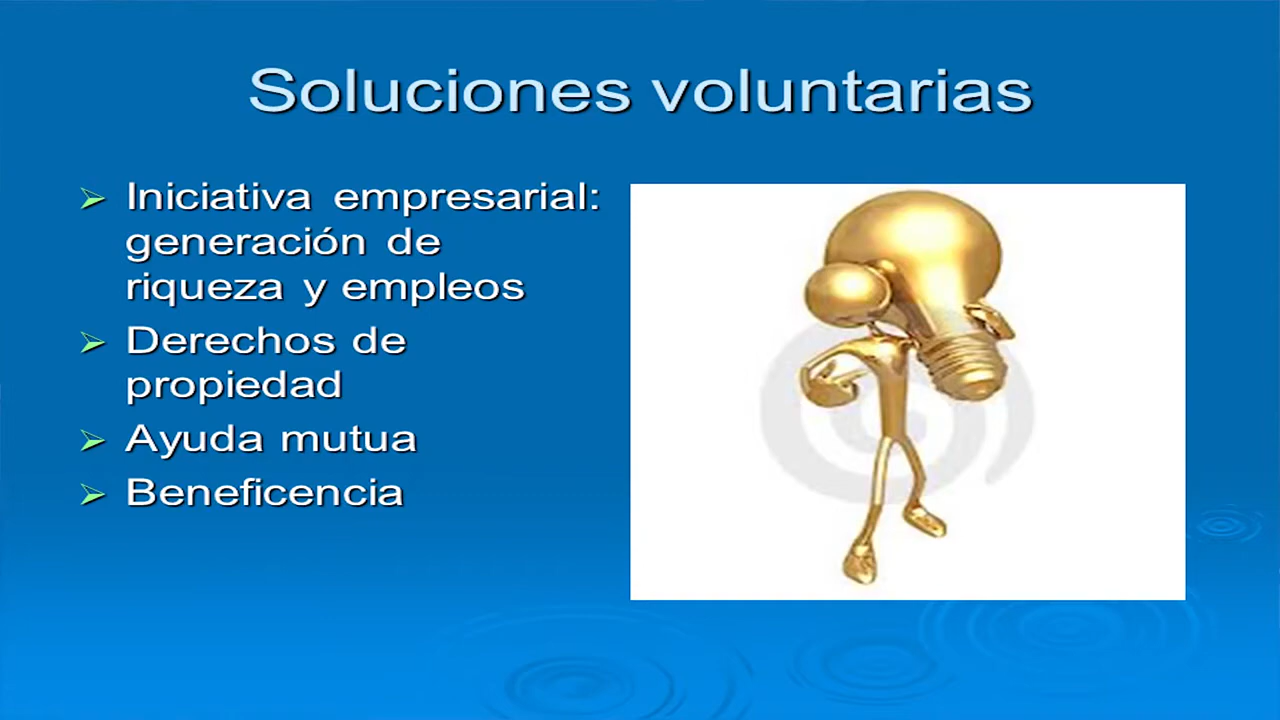 Soluciones voluntarias
Iniciativa empresarial:
generación de
riqueza y empleos
Derechos de
propiedad
Ayuda mutua
Beneficencia